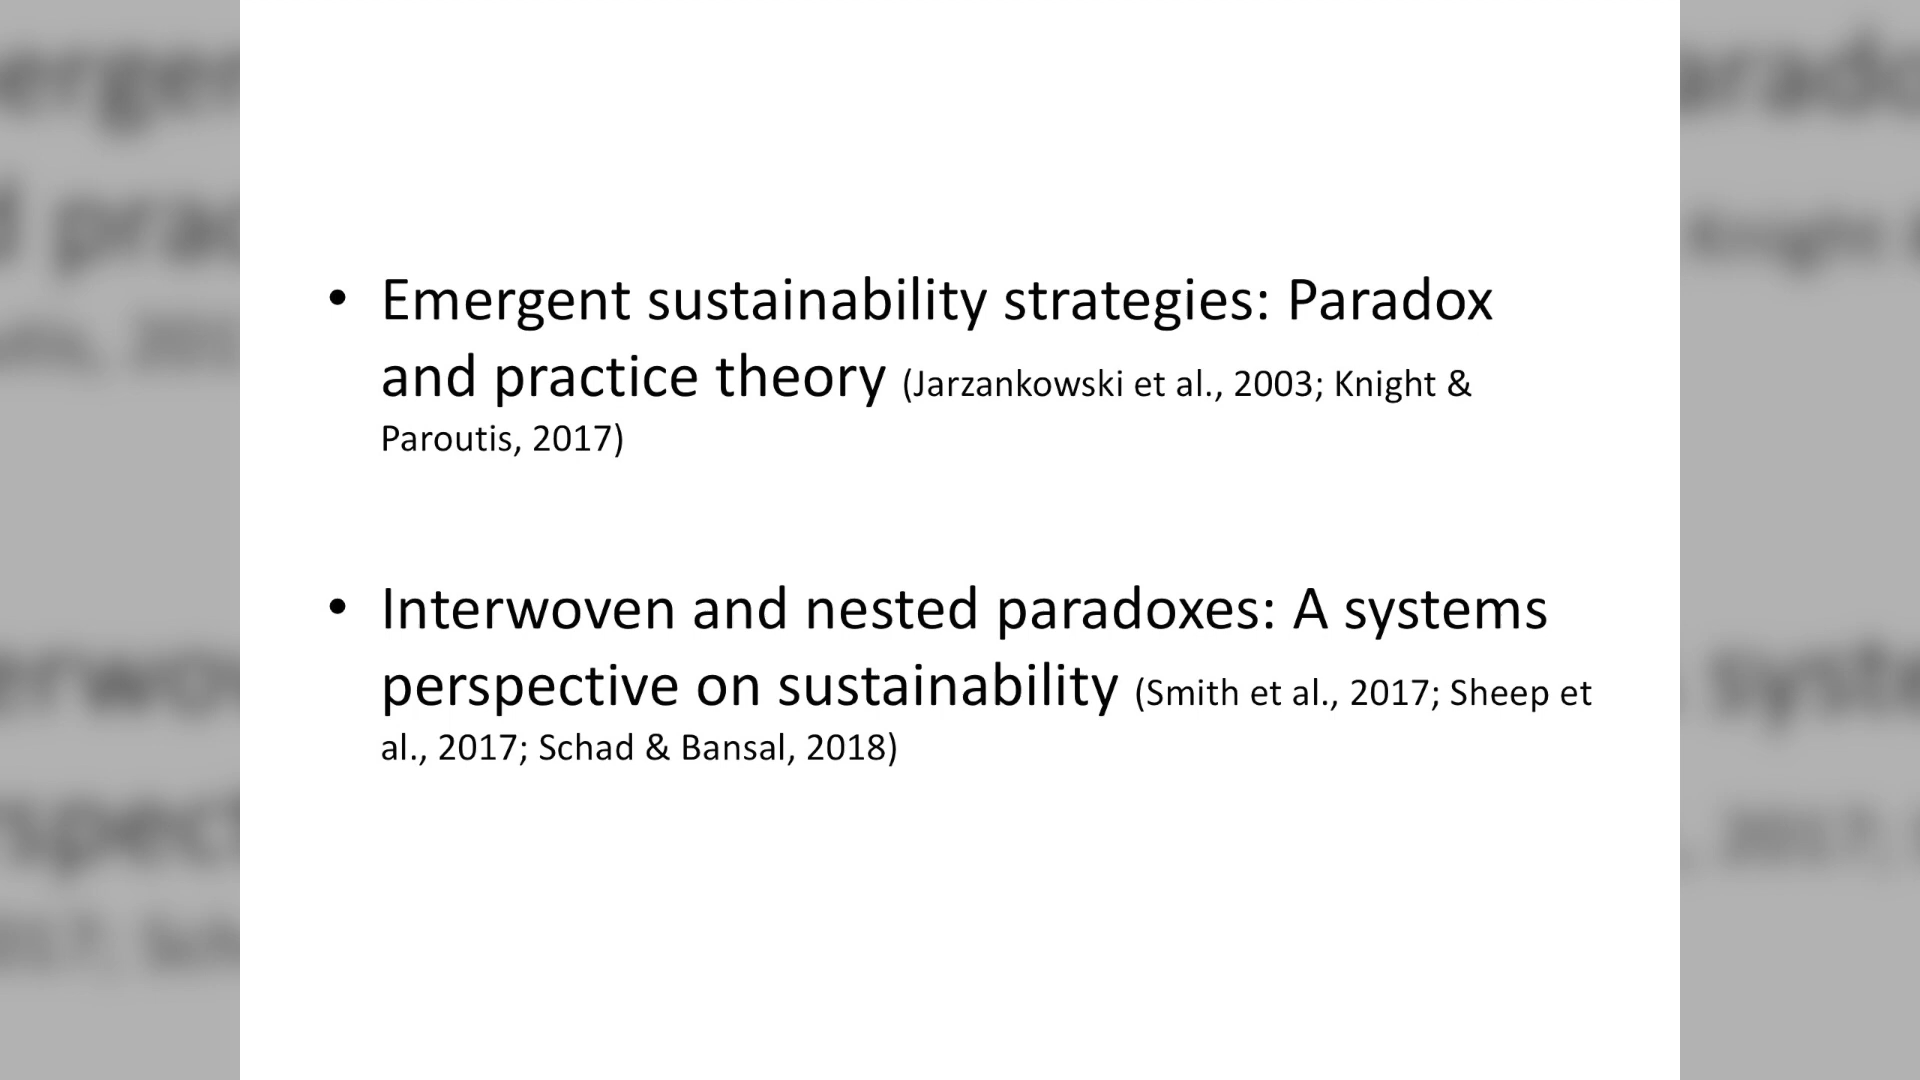 • Emergent sustainability strategies: Paradox
and practice theory (Jarzankowski et al., 2003; Knight &
Paroutis, 2017)
• Interwoven and nested paradoxes: A systems
perspective on sustainability (Smith et al., 2017; Sheep et
al., 2017; Schad & Bansal, 2018)